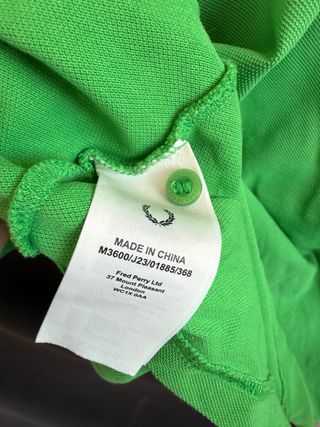 MADE IN CHINA
M3600/J23/01885/368
Fred Perry Ltd
37 Mount Pleasant
London
WC1X 0AA